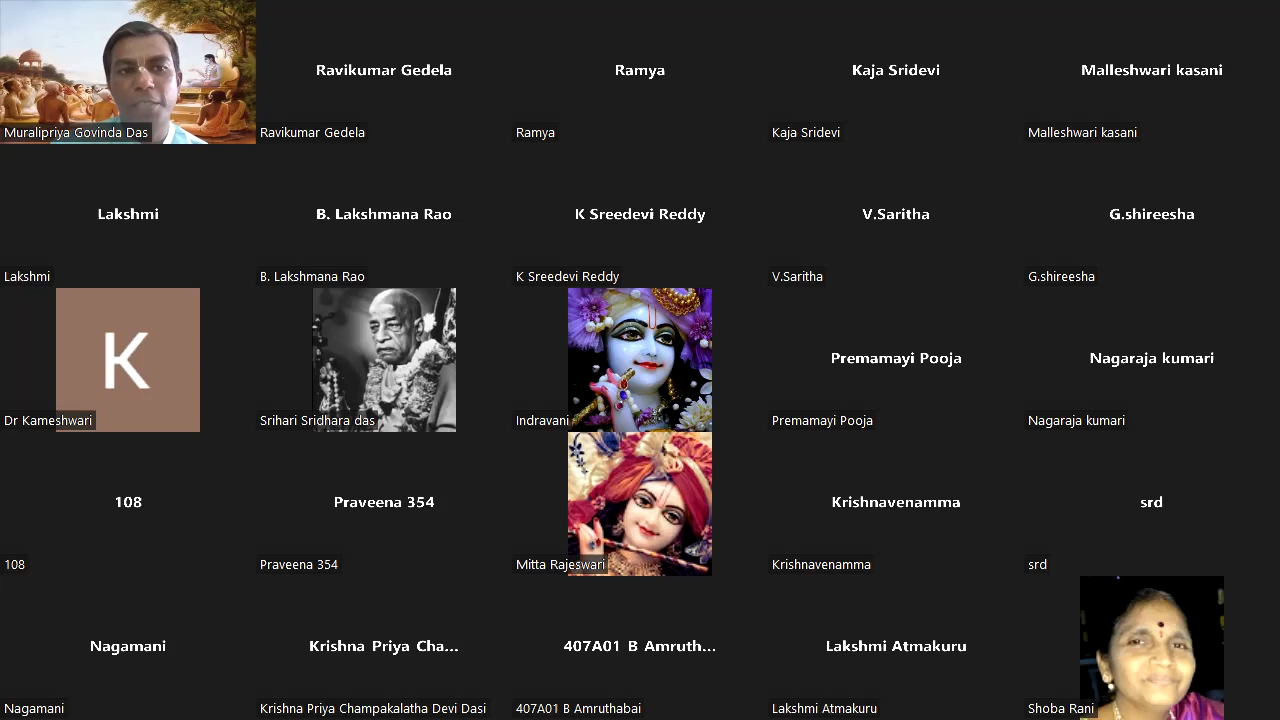 Muralipriya Govinda Das
Ravikumar Gedela
Ravikumar Gedela
Ramya
Ramya
Kaja Sridevi
Kaja Sridevi
Malleshwari kasani
Malleshwari kasani
Lakshmi
Lakshmi
B. Lakshmana Rao
B. Lakshmana Rao
K Sreedevi Reddy
K Sreedevi Reddy
V.Saritha
V.Saritha
G.shireesha
G.shireesha
K
Dr Kameshwari
Srihari Sridhara das
Indravani
Premamayi Pooja
Premamayi Pooja
Nagaraja kumari
Nagaraja kumari
108
108
Praveena 354
Praveena 354
Mitta Rajeswari
Krishnavenamma
Krishnavenamma
srd
srd
Nagamani
Nagamani
Krishna Priya Cha...
Krishna Priya Champakalatha Devi Dasi
407A01 B Amruth...
407A01 B Amruthabai
Lakshmi Atmakuru
Lakshmi Atmakuru
Shoba Rani